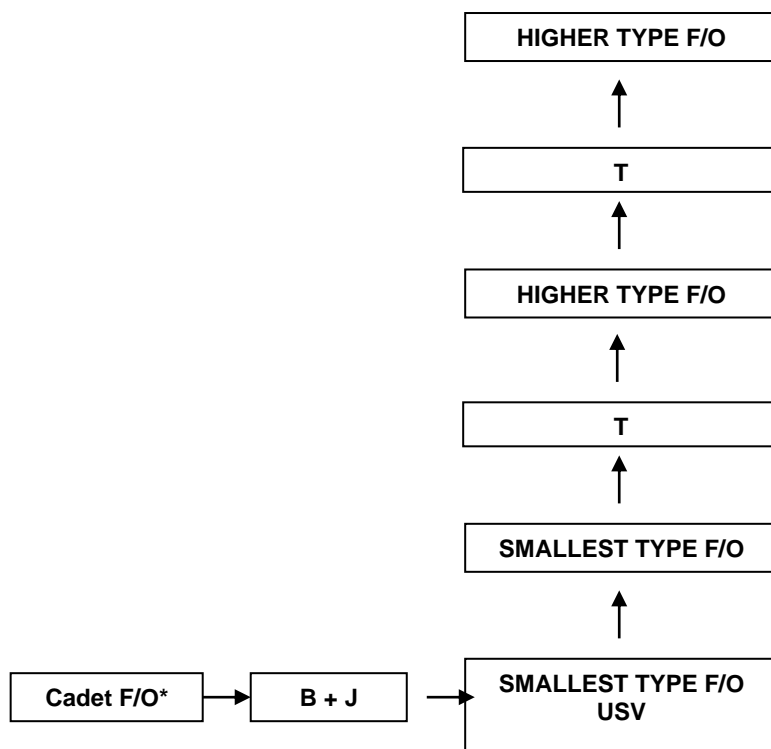 HIGHER TYPE F/O
T
HIGHER TYPE F/O
T
SMALLEST TYPE F/O
Cadet F/O*
B + J
SMALLEST TYPE F/O
USV